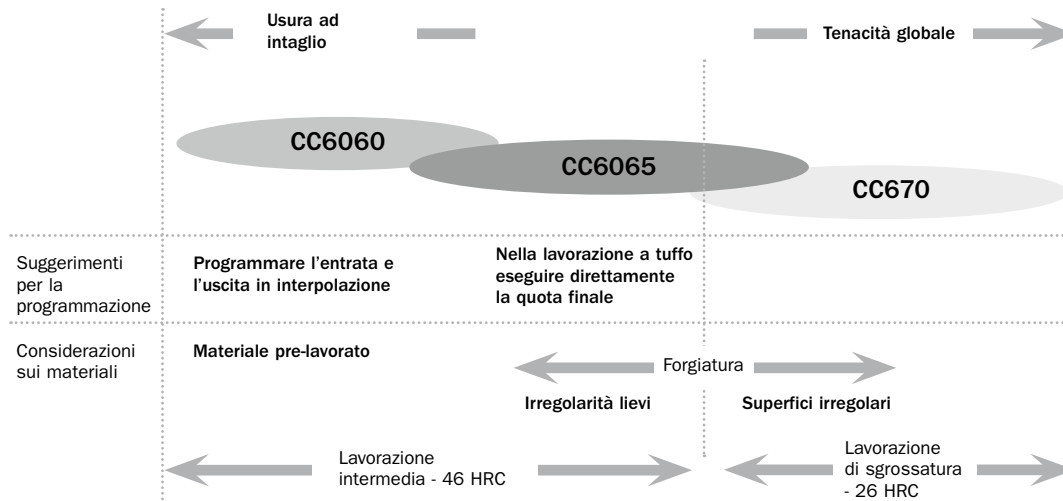 Usura ad
intaglio
Tenacità globale
CC6060
CC6065
CC670
Suggerimenti
per la
programmazione
Programmare l'entrata e
l'uscita in interpolazione
Nella lavorazione a tuffo
eseguire direttamente
la quota finale
Considerazioni
sui materiali
Materiale pre-lavorato
Forgiatura
Irregolarità lievi
Superfici irregolari
Lavorazione
intermedia - 46 HRC
Lavorazione
di sgrossatura
- 26 HRC